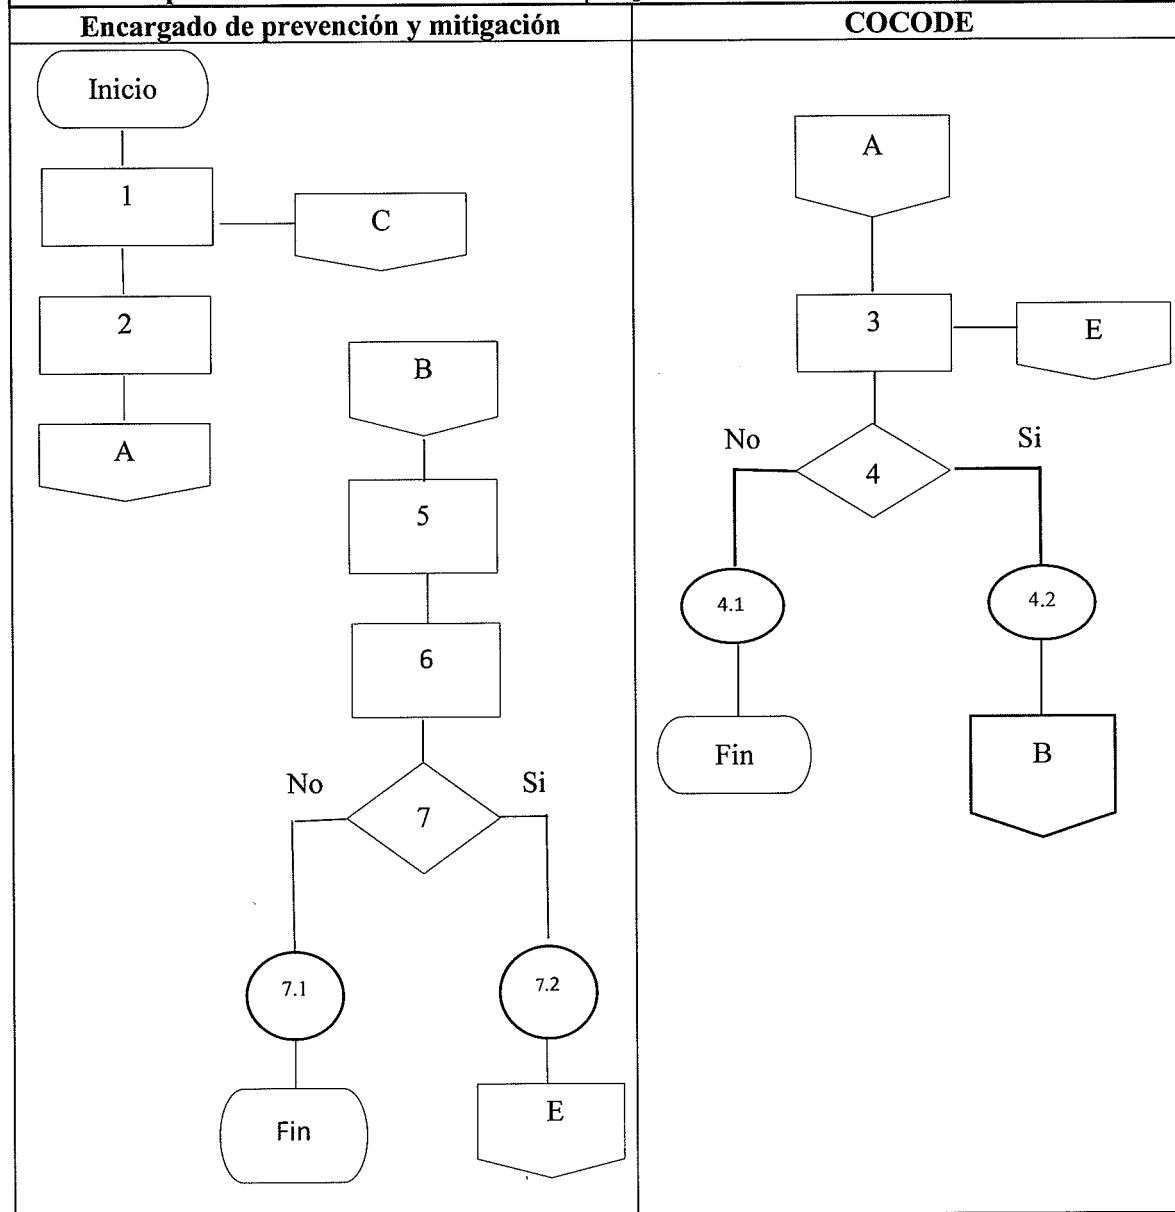 Encargado de prevención y mitigación
COCODE
Inicio
1
C
2
A
B
5
6
No
Si
7
7.1
7.2
Fin
E
A
3
E
No
Si
4
4.1
4.2
Fin
B